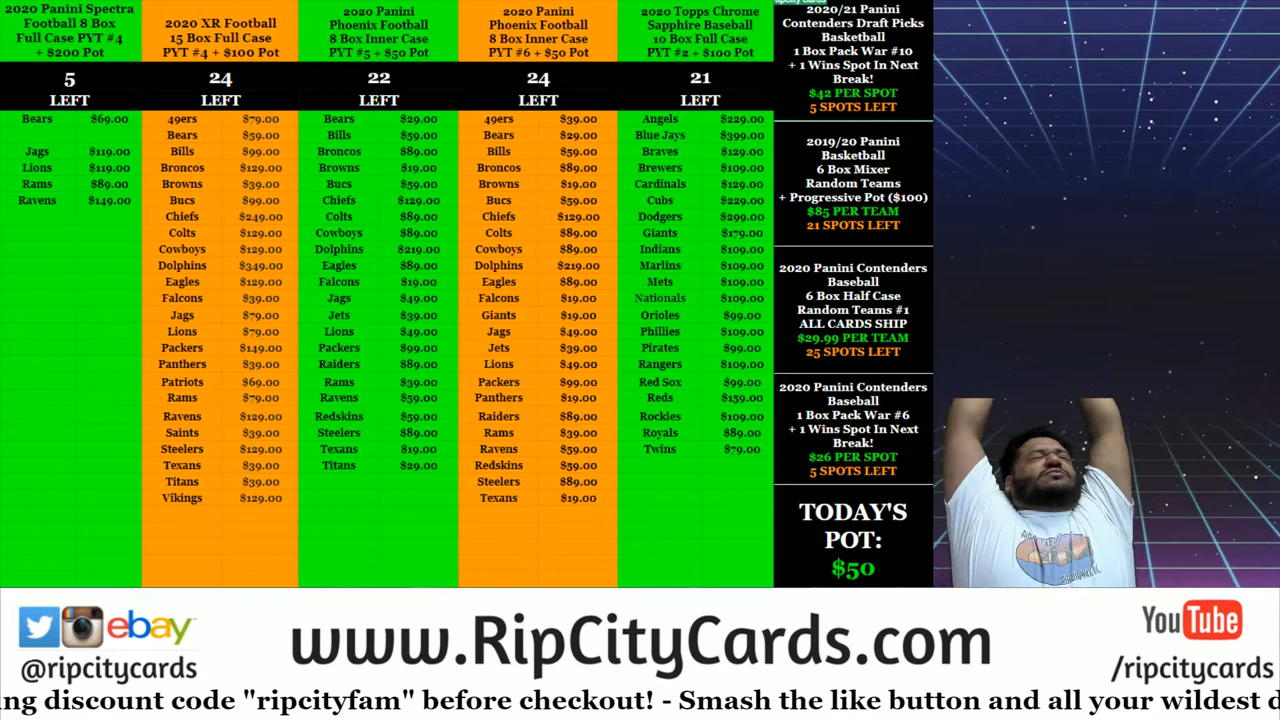 2020 Panini Spectra
Football 8 Box
Full Case PYT #4
+ $200 Pot
5
LEFT
Bears $69.00
Jags $119.00
Lions $119.00
Rams $89.00
Ravens $149.00
2020 XR Football
15 Box Full Case
PYT #4 + $100 Pot
24
LEFT
49ers $79.00
Bears $59.00
Bills $99.00
Broncos $129.00
Browns $39.00
Bucs $99.00
Chiefs $249.00
Colts $129.00
Cowboys $129.00
Dolphins $349.00
Eagles $129.00
Falcons $39.00
Jags $79.00
Lions $79.00
Packers $149.00
Panthers $39.00
Patriots $69.00
Rams $79.00
Ravens $129.00
Saints $39.00
Steelers $129.00
Texans $39.00
Titans $39.00
Vikings $129.00
2020 Panini
Phoenix Football
8 Box Inner Case
PYT #5 + $50 Pot
22
LEFT
Bears $29.00
Bills $59.00
Broncos $89.00
Browns $19.00
Bucs $59.00
Chiefs $129.00
Colts $89.00
Cowboys $89.00
Dolphins $219.00
Eagles $89.00
Falcons $19.00
Jags $49.00
Jets $39.00
Lions $49.00
Packers $99.00
Raiders $89.00
Rams $39.00
Ravens $59.00
Redskins $59.00
Steelers $89.00
Texans $19.00
Titans $29.00
2020 Panini
Phoenix Football
8 Box Inner Case
PYT #6 + $50 Pot
24
LEFT
49ers $39.00
Bears $29.00
Bills $59.00
Broncos $89.00
Browns $19.00
Bucs $59.00
Chiefs $129.00
Colts $89.00
Cowboys $89.00
Dolphins $219.00
Eagles $89.00
Falcons $19.00
Giants $19.00
Jags $49.00
Jets $39.00
Lions $49.00
Packers $99.00
Panthers $19.00
Raiders $89.00
Rams $39.00
Ravens $59.00
Redskins $59.00
Steelers $89.00
Texans $19.00
2020 Topps Chrome
Sapphire Baseball
10 Box Full Case
PYT #2 + $100 Pot
21
LEFT
Angels $229.00
Blue Jays $399.00
Braves $129.00
Brewers $109.00
Cardinals $129.00
Cubs $229.00
Dodgers $299.00
Giants $179.00
Indians $109.00
Marlins $109.00
Mets $109.00
Nationals $109.00
Orioles $99.00
Phillies $109.00
Pirates $99.00
Rangers $109.00
Red Sox $99.00
Reds $159.00
Rockies $109.00
Royals $89.00
Twins $79.00
2020/21 Panini
Contenders Draft Picks
Basketball
1 Box Pack War #10
+ 1 Wins Spot In Next
Break!
$42 PER SPOT
5 SPOTS LEFT
2019/20 Panini
Basketball
6 Box Mixer
Random Teams
+ Progressive Pot ($100)
$85 PER TEAM
21 SPOTS LEFT
2020 Panini Contenders
Baseball
6 Box Half Case
Random Teams #1
ALL CARDS SHIP
$29.99 PER TEAM
25 SPOTS LEFT
2020 Panini Contenders
Baseball
1 Box Pack War #6
+ 1 Wins Spot In Next
Break!
$26 PER SPOT
5 SPOTS LEFT
TODAY'S
POT:
$50
ebay
@ripcitycards
www.RipCityCards.com
YouTube
/ripcitycards
ng discount code "ripcityfam" before checkout! - Smash the like button and all your wildest d